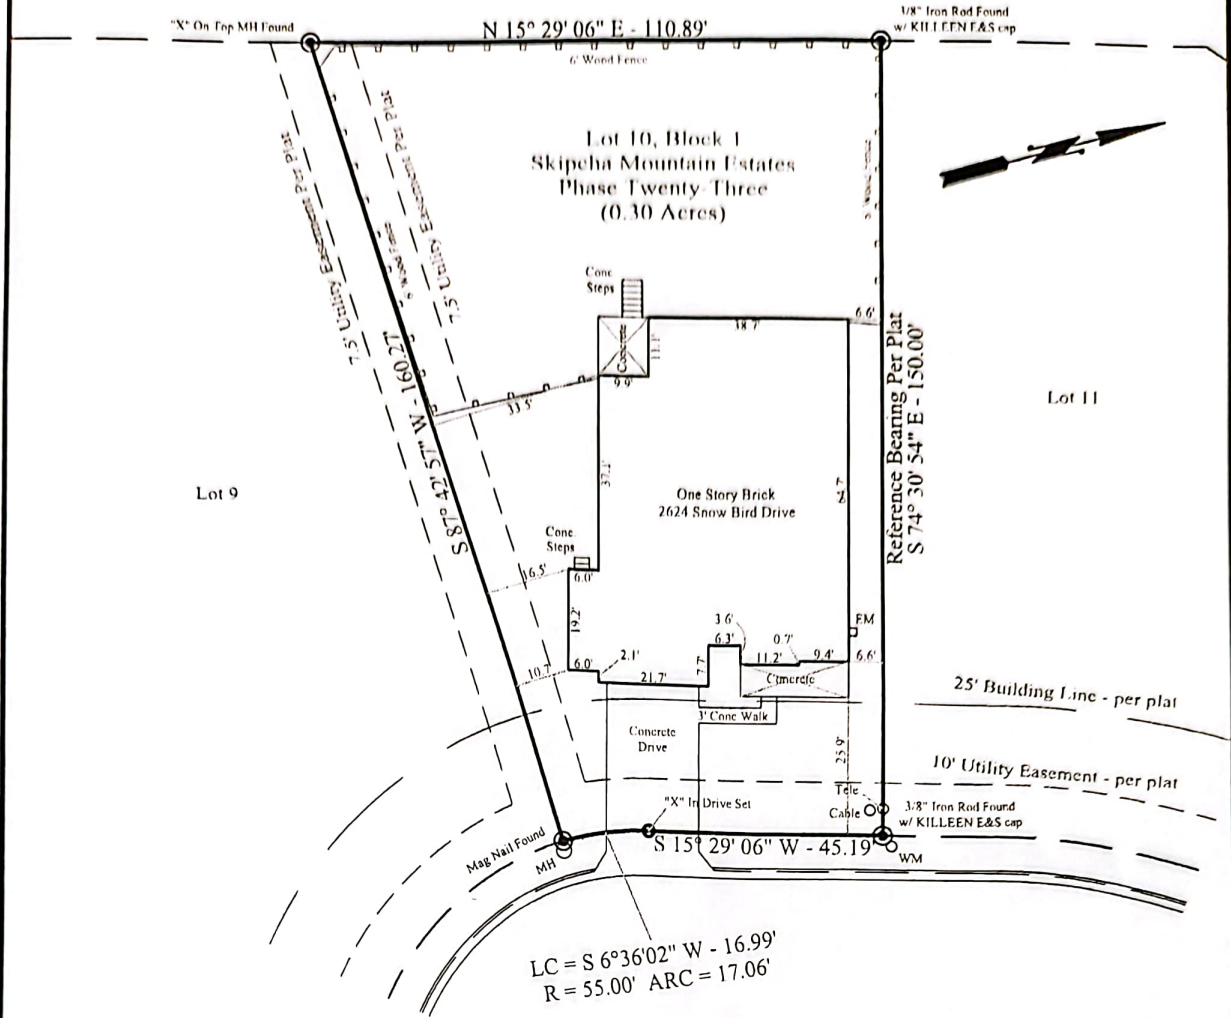 "X" On Top MH Found
N 15° 29' 06" E - 110.89'
3/8" Iron Rod Found
w/ KILLEEN E&S cap
6' Wood Fence
7.5' Utility Easement Per Plat
7.5' Utility Easement Per Plat
6' Wood Fence
S 87° 42' 57" W - 160.27'
Lot 10, Block 1
Skipcha Mountain Estates
Phase Twenty-Three
(0.30 Acres)
6' Wood Fence
Conc
Steps
Concrete
11.1'
38.7'
6.6'
9.9'
33.5'
Reference Bearing Per Plat
S 74° 30' 54" E - 150.00'
Lot 11
Lot 9
37.1'
One Story Brick
2624 Snow Bird Drive
Conc.
Steps
16.5'
6.0'
19.2'
3.6'
6.3'
0.7'
EM
10.7'
6.0'
2.1'
21.7'
7.7'
11.2'
9.4'
6.6'
Concrete
3' Conc Walk
Concrete
Drive
25.9'
25' Building Line - per plat
10' Utility Easement - per plat
"X" In Drive Set
Tele
Cable
3/8" Iron Rod Found
w/ KILLEEN E&S cap
Mag Nail Found
MH
S 15° 29' 06" W - 45.19'
WM
LC = S 6°36'02" W - 16.99'
R = 55.00' ARC = 17.06'